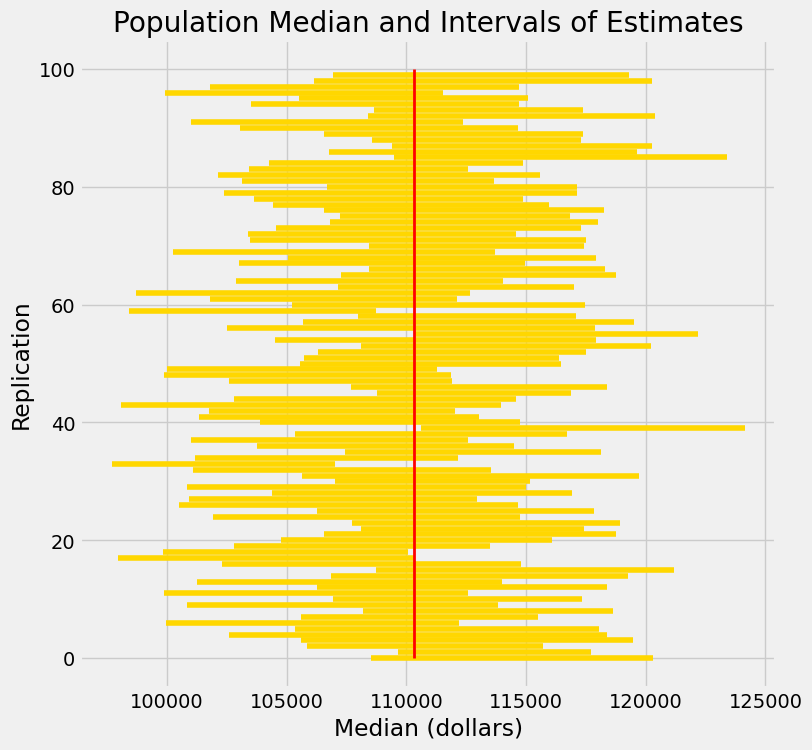 Population Median and Intervals of Estimates
100
80
60
40
20
0
Replication
100000 105000 110000 115000 120000 125000
Median (dollars)